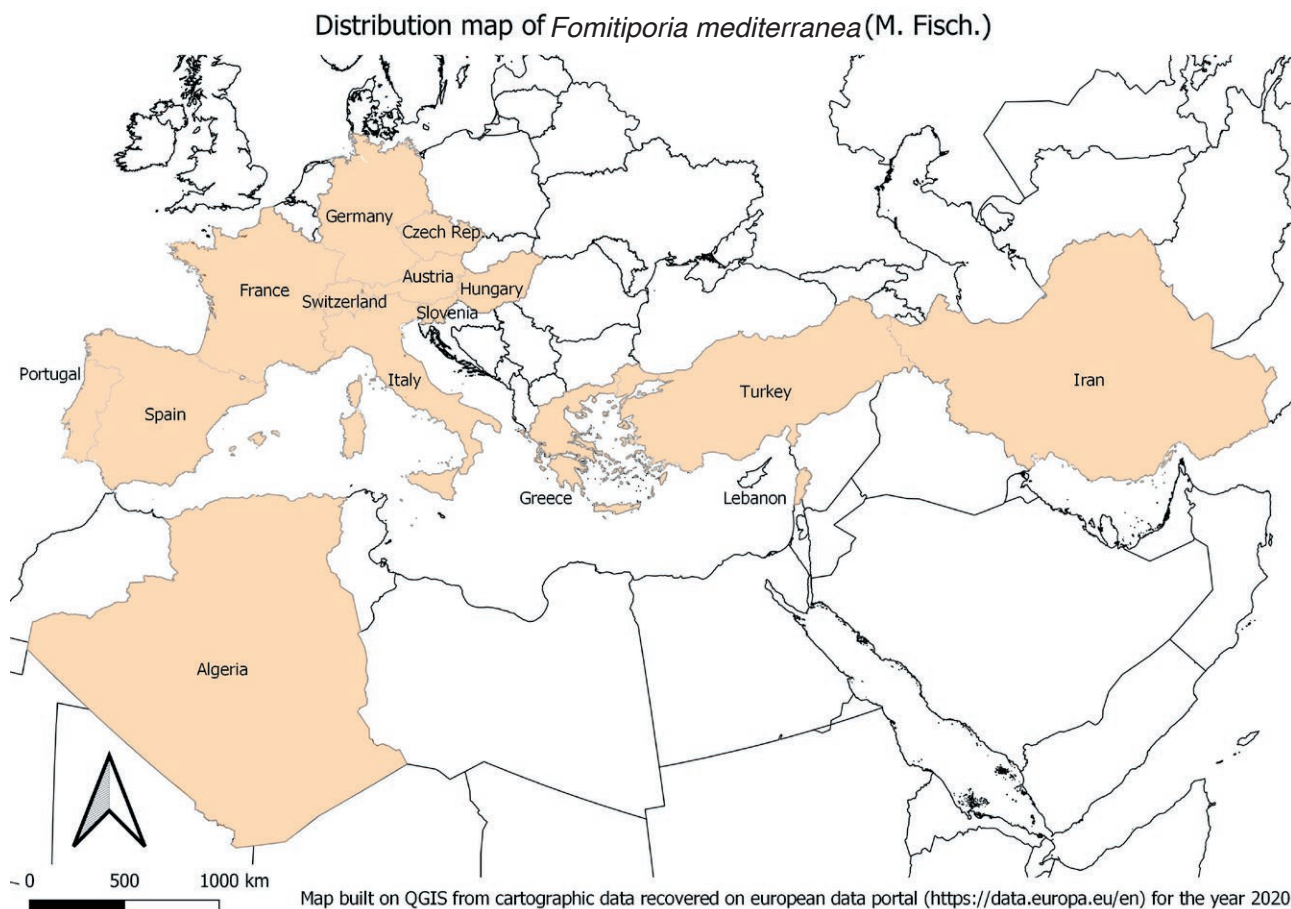 Distribution map of Fomitiporia mediterranea (M. Fisch.)
Germany
Czech Rep
Austria
France
Hungary
Switzerland
Slovenia
Portugal
Italy
Spain
Turkey
Iran
Greece
Lebanon
Algeria
0 500 1000 km
Map built on QGIS from cartographic data recovered on european data portal (https://data.europa.eu/en) for the year 2020